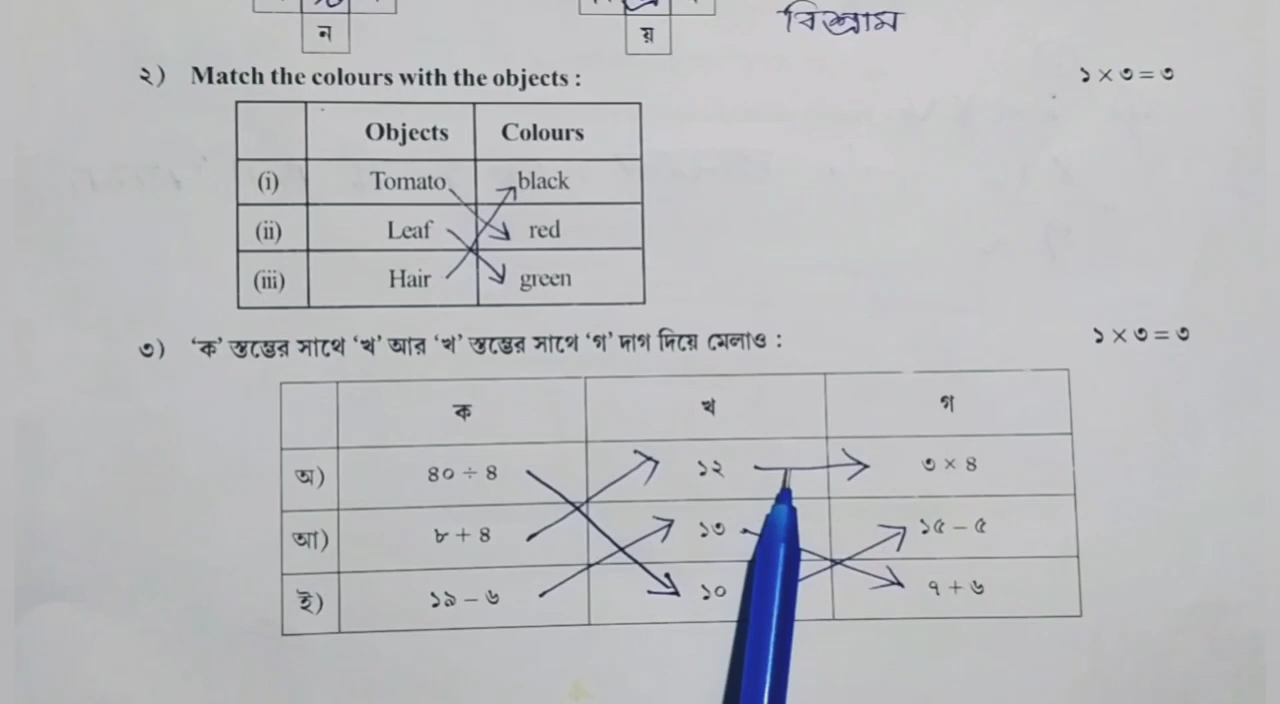 ন য় বিশ্রাম
২) Match the colours with the objects : ১ × ৩ = ৩
Objects Colours
(i) Tomato black
(ii) Leaf red
(iii) Hair green
৩) ‘ক’ স্তম্ভের সাথে ‘খ’ আর ‘খ’ স্তম্ভের সাথে ‘গ’ দাগ দিয়ে মেলাও : ১ × ৩ = ৩
ক খ গ
অ) ৪০ ÷ ৪ ১২ ৩ × ৪
আ) ৮ + ৪ ১৩ ১৫ – ৫
ই) ১৯ – ৬ ১০ ৭ + ৬